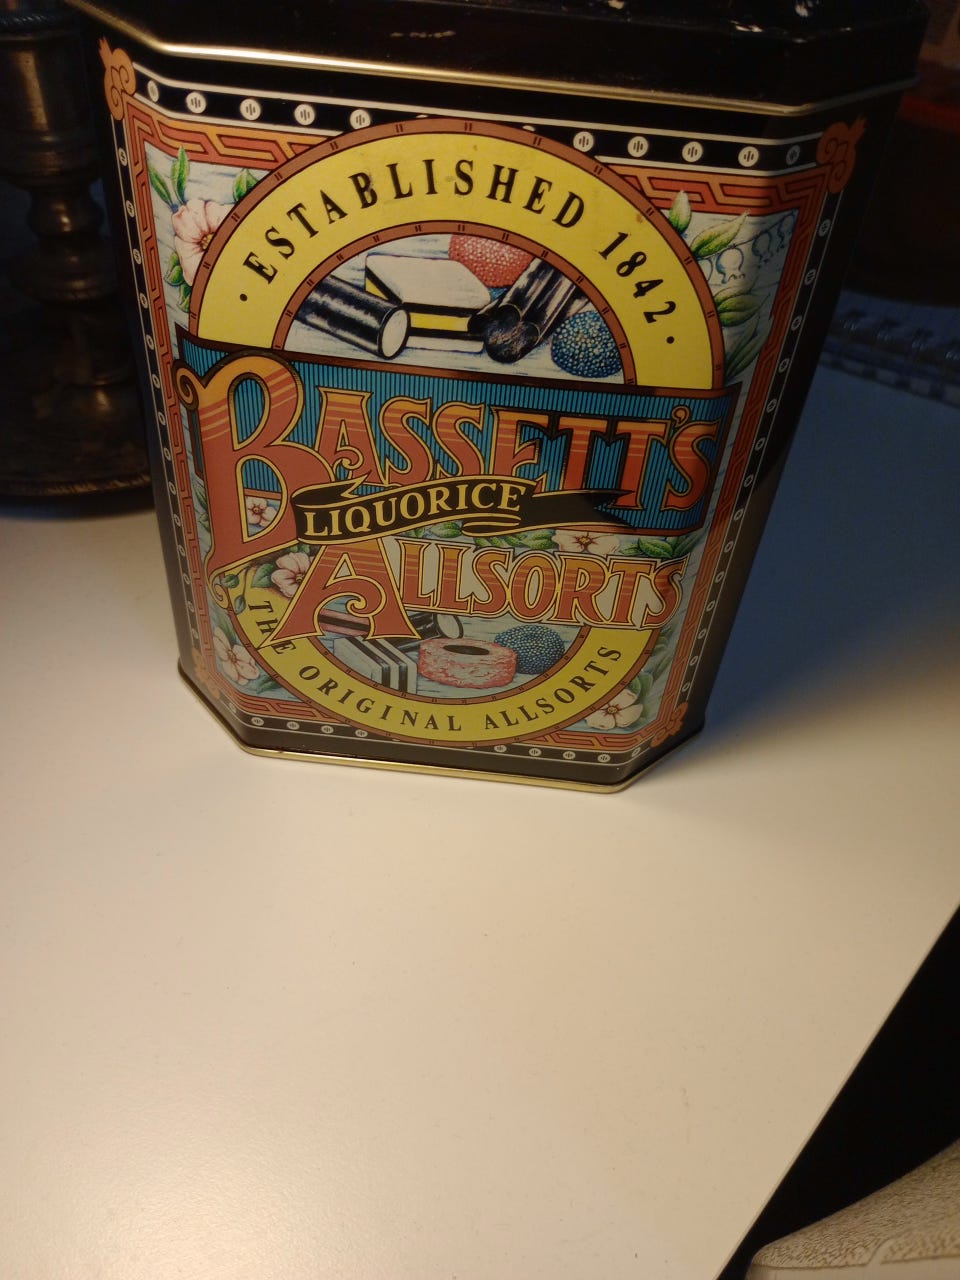 · ESTABLISHED 1842 ·
BASSETT'S
LIQUORICE
ALLSORTS
THE ORIGINAL ALLSORTS